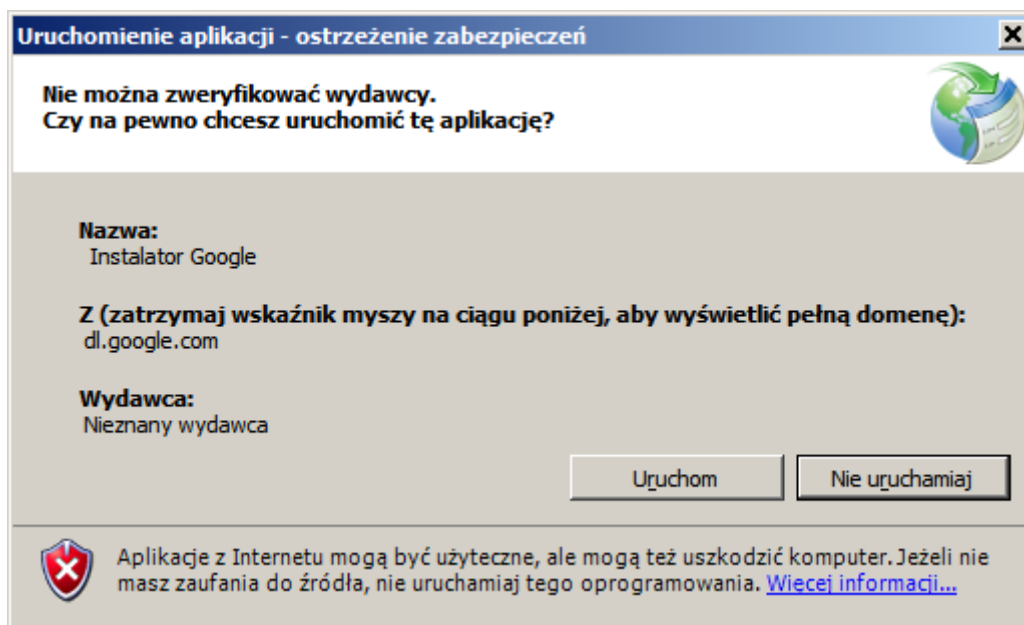 Uruchomienie aplikacji - ostrzeżenie zabezpieczeń
Nie można zweryfikować wydawcy.
Czy na pewno chcesz uruchomić tę aplikację?
Nazwa:
Instalator Google
Z (zatrzymaj wskaźnik myszy na ciągu poniżej, aby wyświetlić pełną domenę):
dl.google.com
Wydawca:
Nieznany wydawca
Uruchom
Nie uruchamiaj
Aplikacje z Internetu mogą być użyteczne, ale mogą też uszkodzić komputer. Jeżeli nie
masz zaufania do źródła, nie uruchamiaj tego oprogramowania. Więcej informacji...